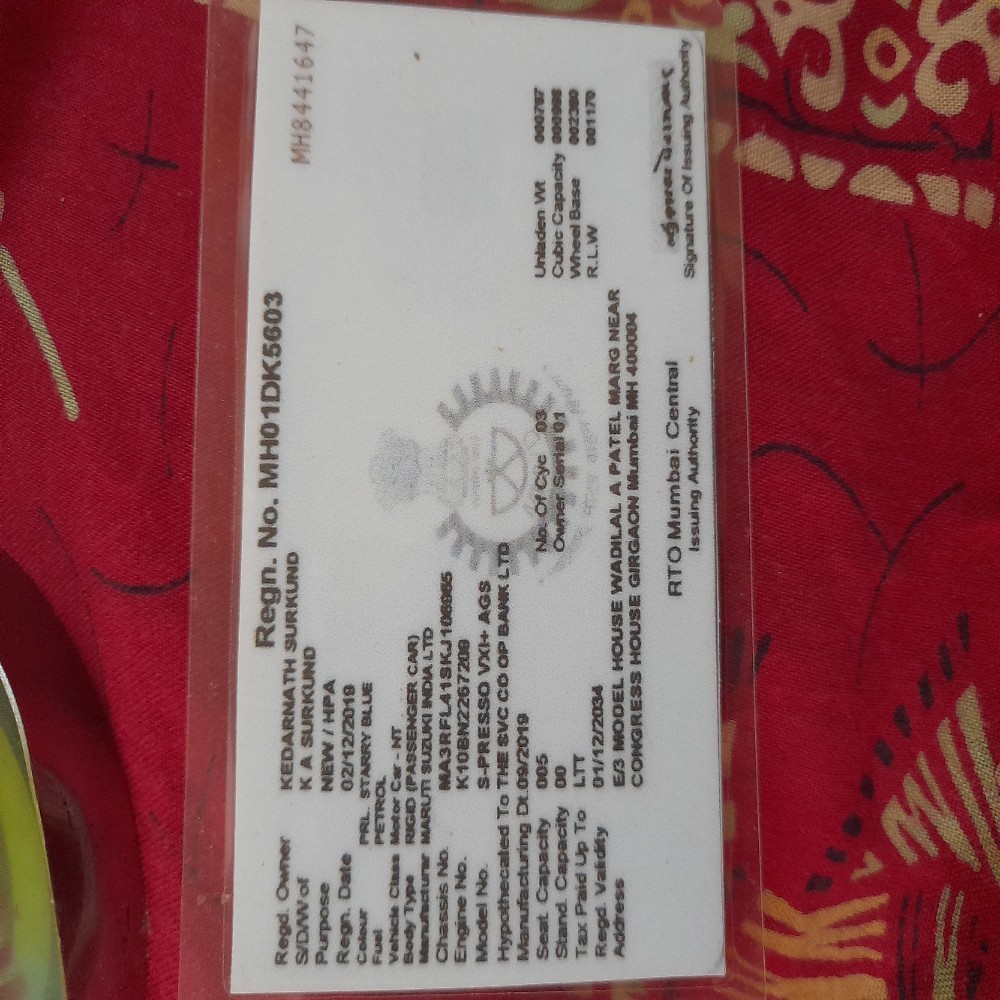 MH8441647
Regn. No. MH01DK5603
Regd. Owner KEDARNATH SURKUND
S/D/W of K A SURKUND
Purpose NEW / HPA
Regn. Date 02/12/2019
Colour PRL. STARRY BLUE
Fuel PETROL
Vehicle Class Motor Car - NT
Body Type RIGID (PASSENGER CAR)
Manufacturer MARUTI SUZUKI INDIA LTD
Chassis No. MA3RFL41SKJ106955
Engine No. K10BN2267209
Model No. S-PRESSO VXI+ AGS
Hypothecated To THE SVC CO OP BANK LTD
Manufacturing Dt.09/2019
Seat Capacity 005 No. Of Cyc 03 Unladen Wt 000767
Stand. Capacity 00 Owner Serial 01 Cubic Capacity 000998
Tax Paid Up To LTT Wheel Base 002380
Regd. Validity 01/12/2034 R.L.W 001170
Address E/3 MODEL HOUSE WADILAL A PATEL MARG NEAR
CONGRESS HOUSE GIRGAON Mumbai MH 400004
RTO Mumbai Central
Issuing Authority
Signature Of Issuing Authority